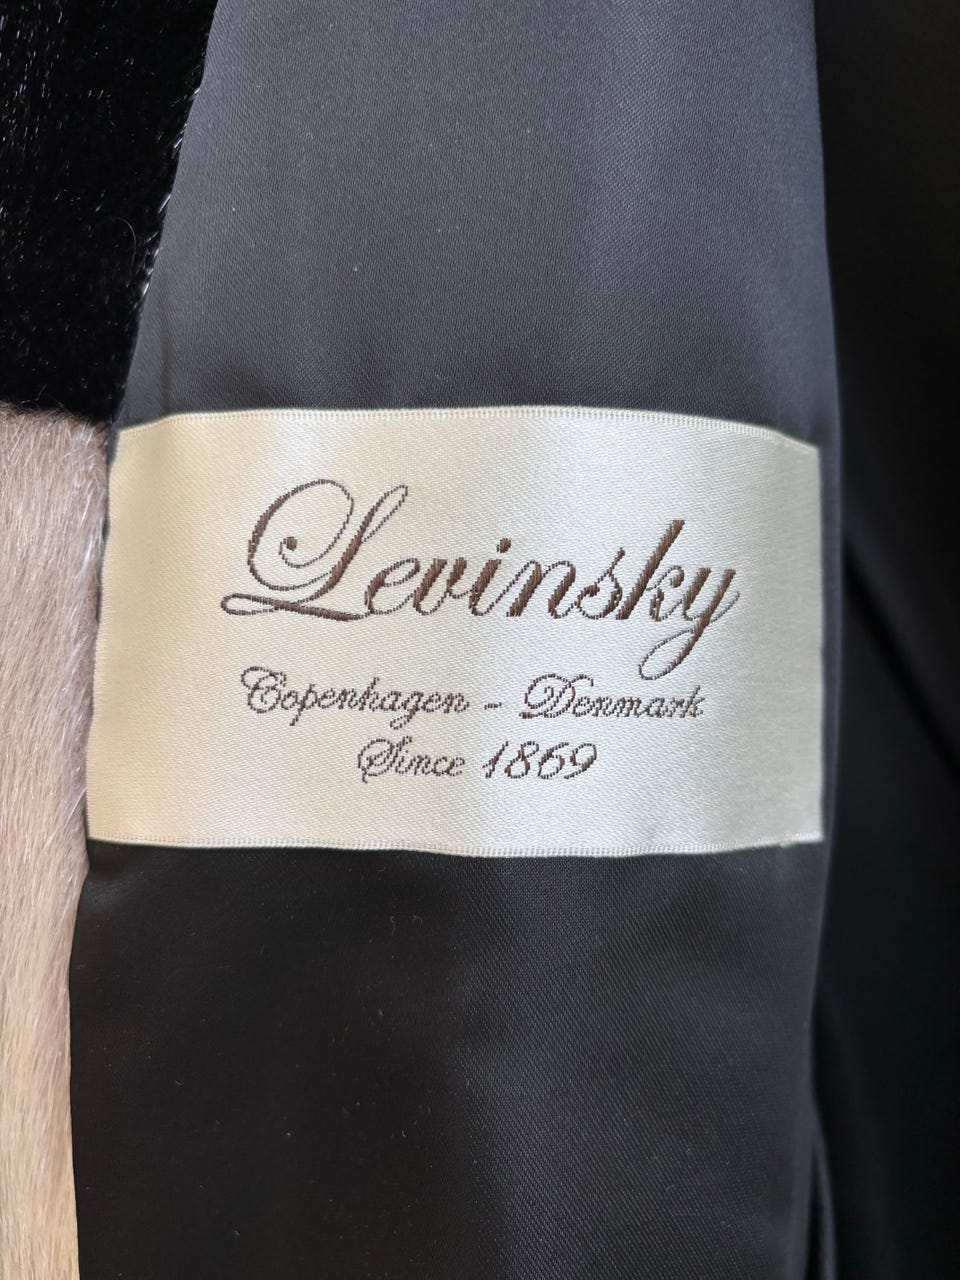 Levinsky
Copenhagen - Denmark
Since 1869